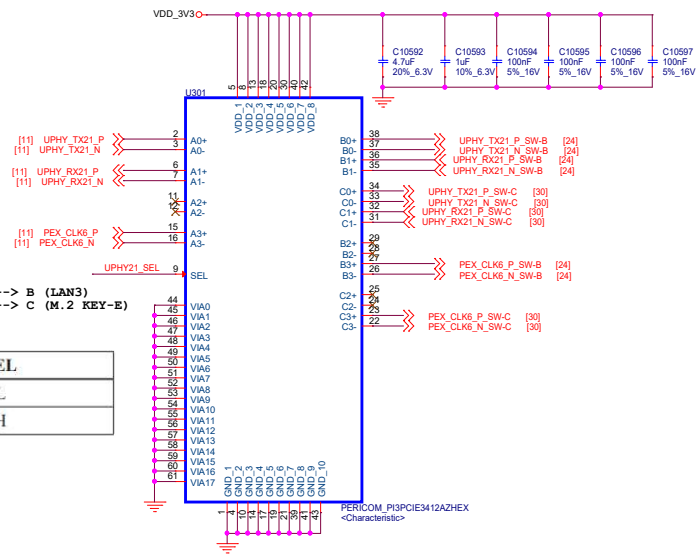 VDD_3V3
C10592
4.7uF
20%_6.3V
C10593
1uF
10%_6.3V
C10594
100nF
5%_16V
C10595
100nF
5%_16V
C10596
100nF
5%_16V
C10597
100nF
5%_16V
5 8 13 18 20 30 40 42
U301
VDD_1 VDD_2 VDD_3 VDD_4 VDD_5 VDD_6 VDD_7 VDD_8
[11] UPHY_TX21_P 2 A0+
[11] UPHY_TX21_N 3 A0-
[11] UPHY_RX21_P 6 A1+
[11] UPHY_RX21_N 7 A1-
11 A2+
12 A2-
[11] PEX_CLK6_P 15 A3+
[11] PEX_CLK6_N 16 A3-
UPHY21_SEL 9 SEL
B0+ 38 UPHY_TX21_P_SW-B [24]
B0- 37 UPHY_TX21_N_SW-B [24]
B1+ 36 UPHY_RX21_P_SW-B [24]
B1- 35 UPHY_RX21_N_SW-B [24]
C0+ 34 UPHY_TX21_P_SW-C [30]
C0- 33 UPHY_TX21_N_SW-C [30]
C1+ 32 UPHY_RX21_P_SW-C [30]
C1- 31 UPHY_RX21_N_SW-C [30]
B2+ 29
B2- 28
B3+ 27 PEX_CLK6_P_SW-B [24]
B3- 26 PEX_CLK6_N_SW-B [24]
C2+ 25
C2- 24
C3+ 23 PEX_CLK6_P_SW-C [30]
C3- 22 PEX_CLK6_N_SW-C [30]
--> B (LAN3)
--> C (M.2 KEY-E)
EL
L
H
44 VIA0
45 VIA1
46 VIA2
47 VIA3
48 VIA4
49 VIA5
50 VIA6
51 VIA7
52 VIA8
53 VIA9
54 VIA10
55 VIA11
56 VIA12
57 VIA13
58 VIA14
59 VIA15
60 VIA16
61 VIA17
GND_1 GND_2 GND_3 GND_4 GND_5 GND_6 GND_7 GND_8 GND_9 GND_10
1 4 10 14 17 19 21 39 41 43
PERICOM_PI3PCIE3412AZHEX
<Characteristic>